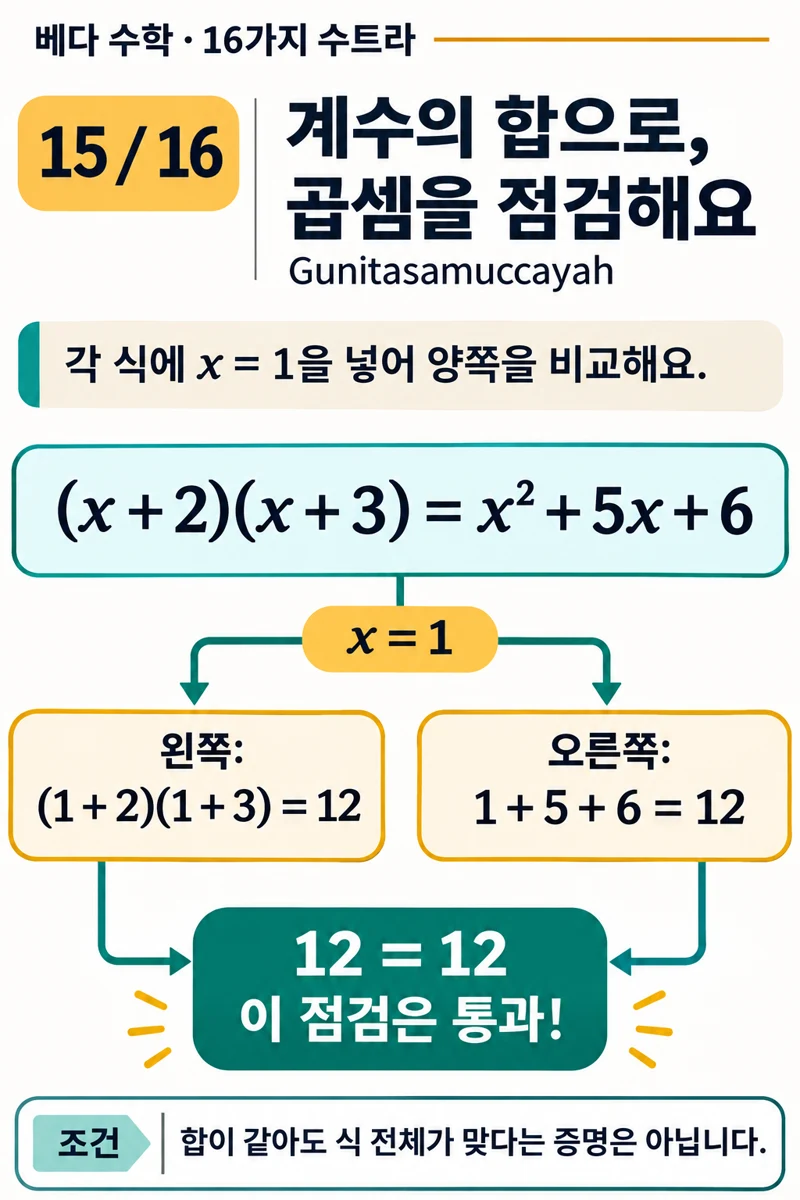 베다 수학 · 16가지 수트라
15 / 16
계수의 합으로,
곱셈을 점검해요
Gunitasamuccayah
각 식에 x = 1을 넣어 양쪽을 비교해요.
(x + 2)(x + 3) = x² + 5x + 6
x = 1
왼쪽:
(1 + 2)(1 + 3) = 12
오른쪽:
1 + 5 + 6 = 12
12 = 12
이 점검은 통과!
조건
합이 같아도 식 전체가 맞다는 증명은 아닙니다.